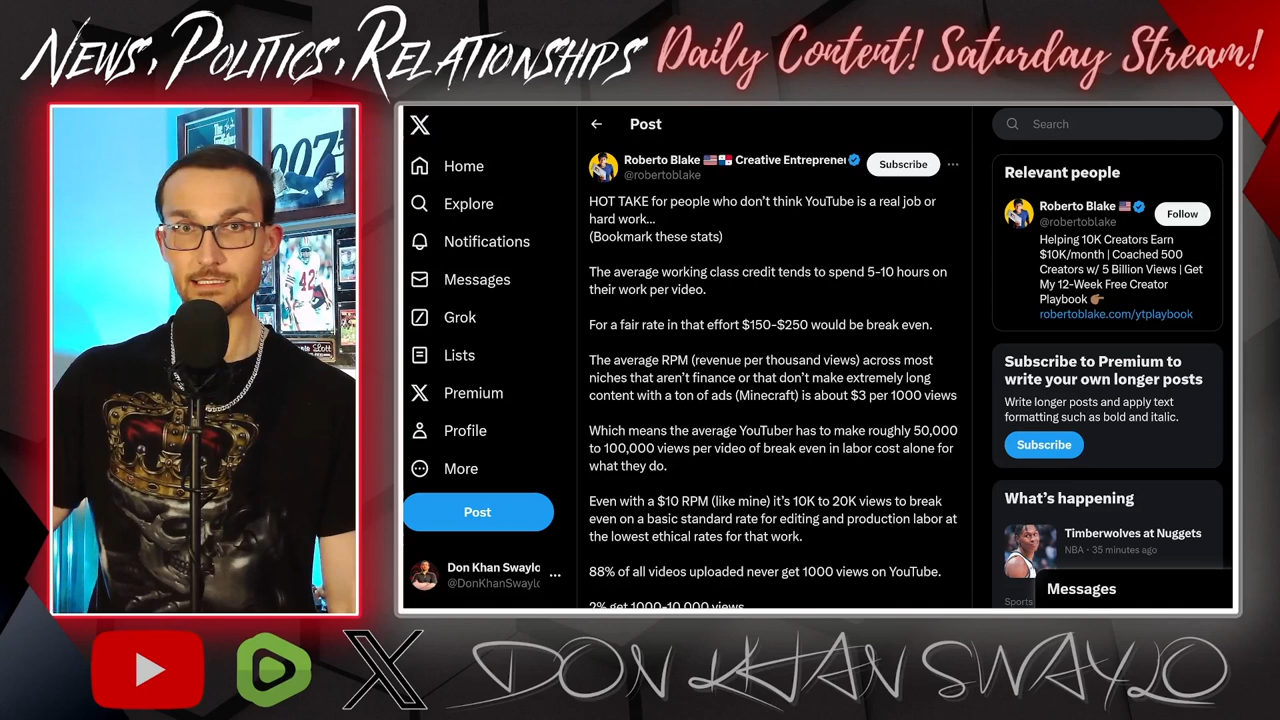 NEWS, POLITICS, RELATIONSHIPS
Daily Content! Saturday Stream!
007
The Godfather
42
Home
Explore
Notifications
Messages
Grok
Lists
Premium
Profile
More
Post
Don Khan Swaylo
@DonKhanSwaylo
Post
Roberto Blake Creative Entreprene
@robertoblake
Subscribe
HOT TAKE for people who don't think YouTube is a real job or
hard work...
(Bookmark these stats)
The average working class credit tends to spend 5-10 hours on
their work per video.
For a fair rate in that effort $150-$250 would be break even.
The average RPM (revenue per thousand views) across most
niches that aren't finance or that don't make extremely long
content with a ton of ads (Minecraft) is about $3 per 1000 views
Which means the average YouTuber has to make roughly 50,000
to 100,000 views per video of break even in labor cost alone for
what they do.
Even with a $10 RPM (like mine) it's 10K to 20K views to break
even on a basic standard rate for editing and production labor at
the lowest ethical rates for that work.
88% of all videos uploaded never get 1000 views on YouTube.
2% get 1000-10,000 views
Search
Relevant people
Roberto Blake
@robertoblake
Follow
Helping 10K Creators Earn
$10K/month | Coached 500
Creators w/ 5 Billion Views | Get
My 12-Week Free Creator
Playbook
robertoblake.com/ytplaybook
Subscribe to Premium to
write your own longer posts
Write longer posts and apply text
formatting such as bold and italic.
Subscribe
What's happening
Timberwolves at Nuggets
NBA · 35 minutes ago
Sports
Messages
DON KHAN SWAYLO